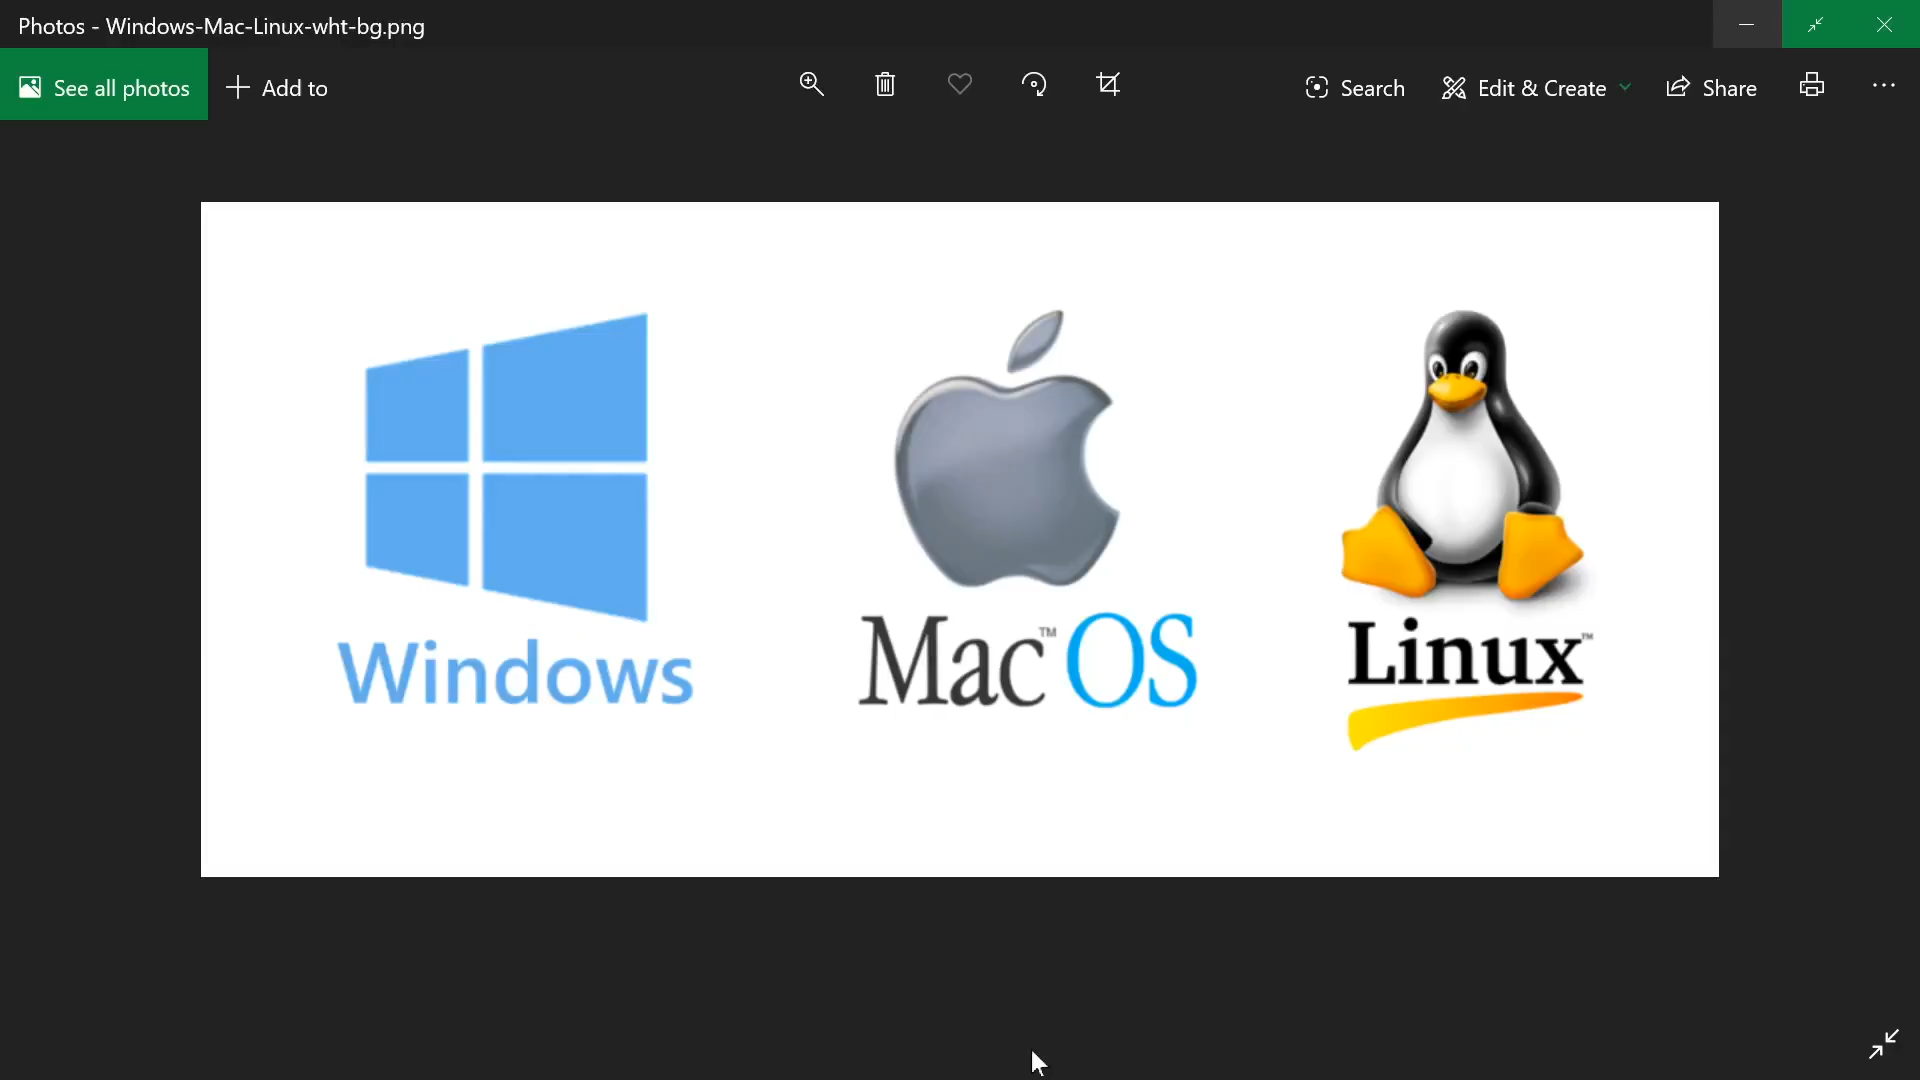 Photos - Windows-Mac-Linux-wht-bg.png
See all photos
Add to
Search
Edit & Create
Share
Windows
Mac™ OS
Linux™